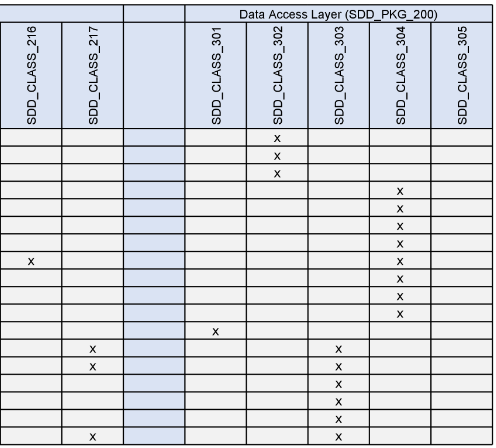 Data Access Layer (SDD_PKG_200)
SDD_CLASS_216 SDD_CLASS_217 SDD_CLASS_301 SDD_CLASS_302 SDD_CLASS_303 SDD_CLASS_304 SDD_CLASS_305
x
x
x
x
x
x
x
x x
x
x
x
x
x x
x x
x
x
x
x x